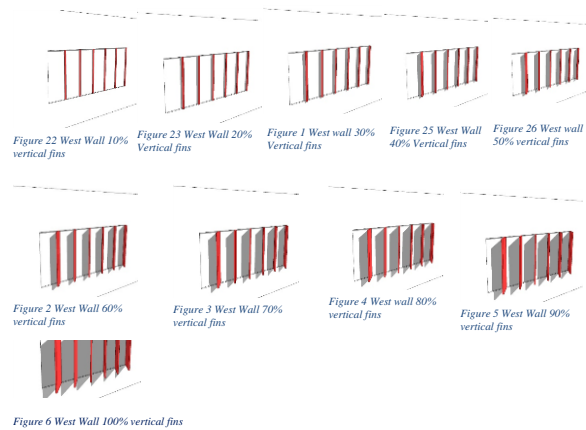 Figure 22 West Wall 10%
vertical fins
Figure 23 West Wall 20%
Vertical fins
Figure 1 West wall 30%
Vertical fins
Figure 25 West Wall
40% Vertical fins
Figure 26 West wall
50% vertical fins
Figure 2 West Wall 60%
vertical fins
Figure 3 West Wall 70%
vertical fins
Figure 4 West wall 80%
vertical fins
Figure 5 West Wall 90%
vertical fins
Figure 6 West Wall 100% vertical fins